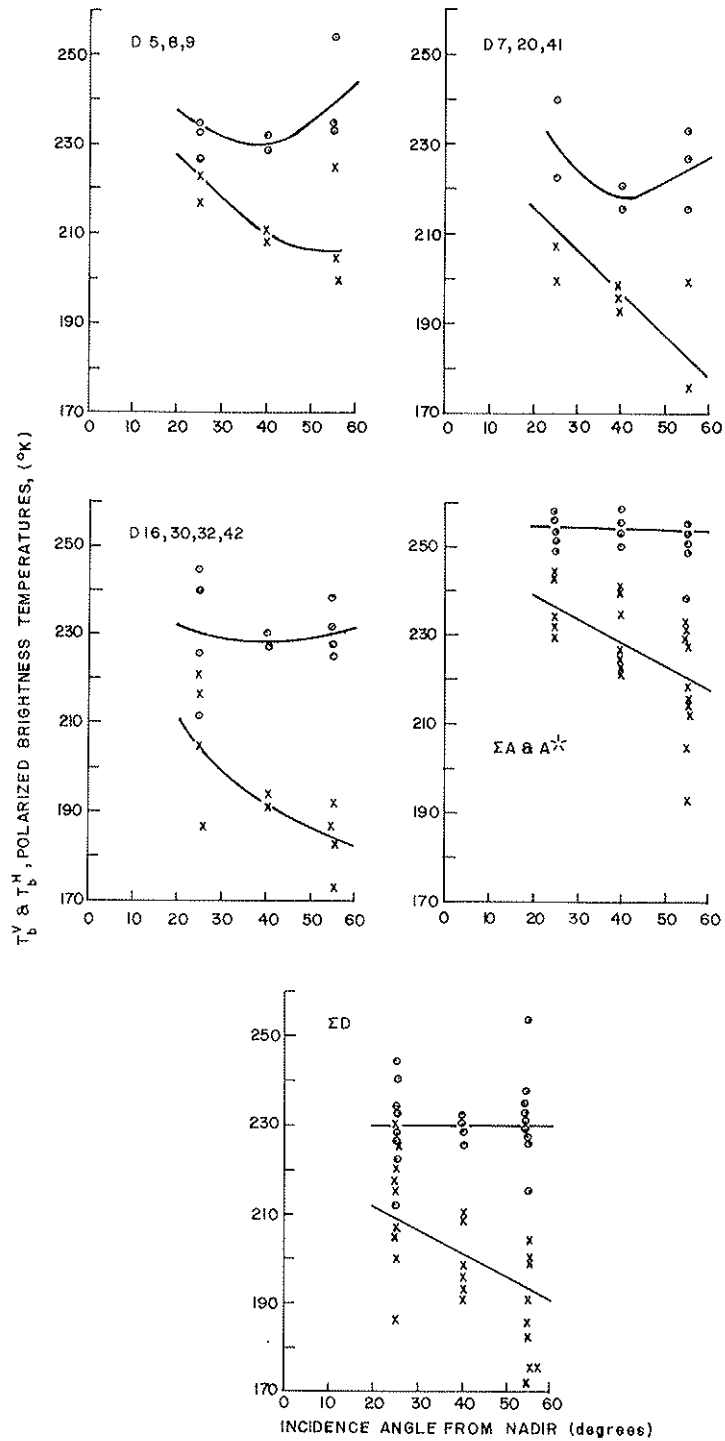 D 5,8,9
250
230
210
190
170
0 10 20 30 40 50 60
D 7, 20, 41
250
230
210
190
170
0 10 20 30 40 50 60
D 16, 30, 32, 42
250
230
210
190
170
0 10 20 30 40 50 60
ΣA & A☆
250
230
210
190
170
0 10 20 30 40 50 60
T_b^V & T_b^H, POLARIZED BRIGHTNESS TEMPERATURES, (°K)
ΣD
250
230
210
190
170
0 10 20 30 40 50 60
INCIDENCE ANGLE FROM NADIR (degrees)